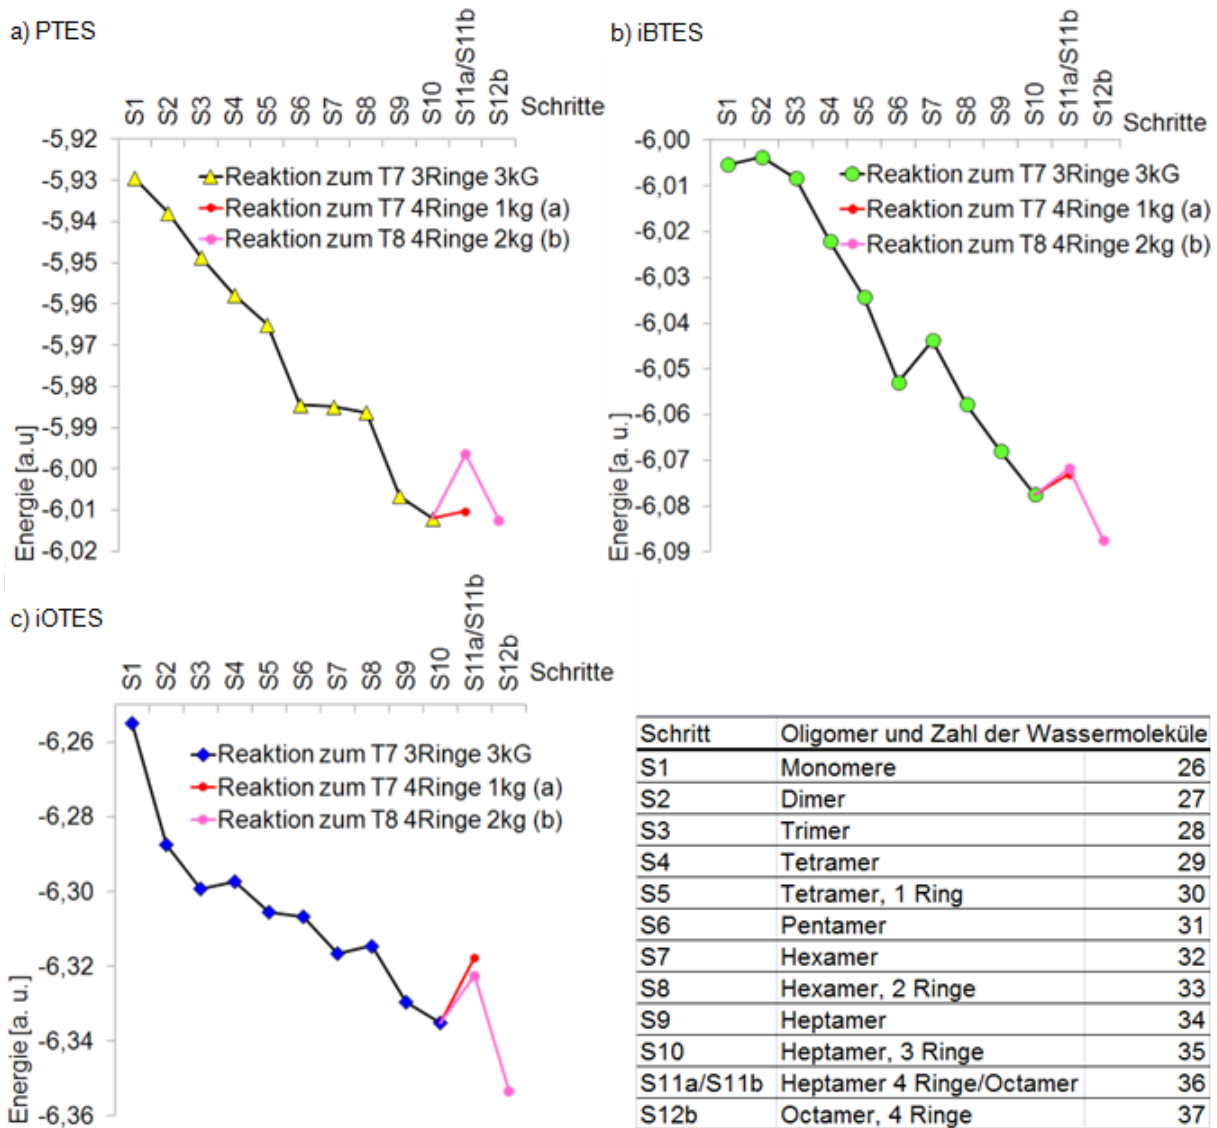 a) PTES
S1 S2 S3 S4 S5 S6 S7 S8 S9 S10 S11a/S11b S12b
Schritte
-5,92
-5,93
-5,94
-5,95
-5,96
-5,97
-5,98
-5,99
-6,00
-6,01
-6,02
Energie [a.u]
Reaktion zum T7 3Ringe 3kG
Reaktion zum T7 4Ringe 1kg (a)
Reaktion zum T8 4Ringe 2kg (b)
b) iBTES
S1 S2 S3 S4 S5 S6 S7 S8 S9 S10 S11a/S11b S12b
Schritte
-6,00
-6,01
-6,02
-6,03
-6,04
-6,05
-6,06
-6,07
-6,08
-6,09
Energie [a. u.]
Reaktion zum T7 3Ringe 3kG
Reaktion zum T7 4Ringe 1kg (a)
Reaktion zum T8 4Ringe 2kg (b)
c) iOTES
S1 S2 S3 S4 S5 S6 S7 S8 S9 S10 S11a/S11b S12b
Schritte
-6,26
-6,28
-6,30
-6,32
-6,34
-6,36
Energie [a. u.]
Reaktion zum T7 3Ringe 3kG
Reaktion zum T7 4Ringe 1kg (a)
Reaktion zum T8 4Ringe 2kg (b)
Schritt Oligomer und Zahl der Wassermoleküle
S1 Monomere 26
S2 Dimer 27
S3 Trimer 28
S4 Tetramer 29
S5 Tetramer, 1 Ring 30
S6 Pentamer 31
S7 Hexamer 32
S8 Hexamer, 2 Ringe 33
S9 Heptamer 34
S10 Heptamer, 3 Ringe 35
S11a/S11b Heptamer 4 Ringe/Octamer 36
S12b Octamer, 4 Ringe 37